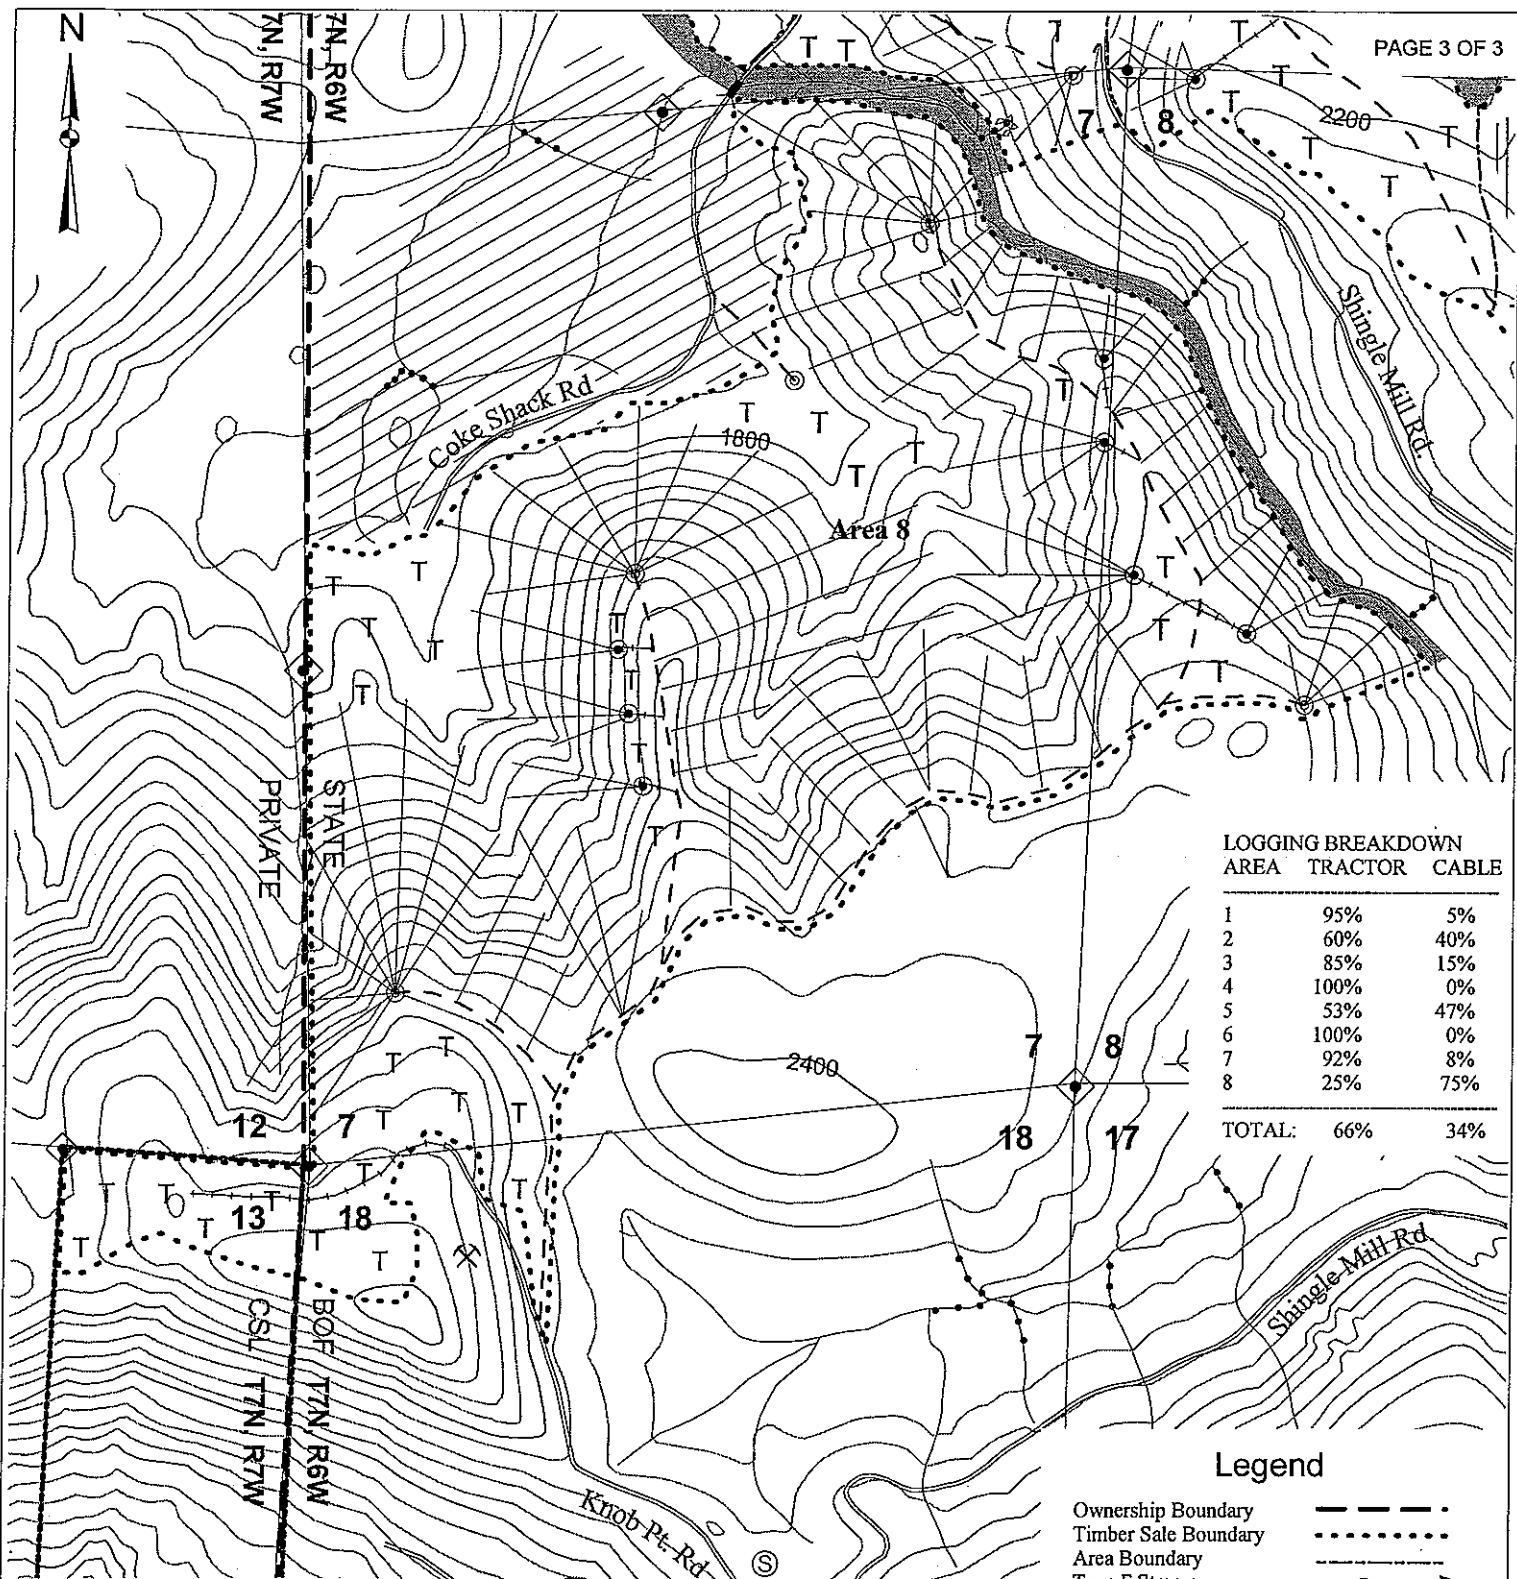 N
7N, R7W
7N, R6W
PAGE 3 OF 3
T T T T
7 8
2200
T T T T
Shingle Mill Rd.
Coke Shack Rd
1800
T T T T T
Area 8
T T T T T
T T T T
T T T
STATE
PRIVATE
LOGGING BREAKDOWN
AREA TRACTOR CABLE
1 95% 5%
2 60% 40%
3 85% 15%
4 100% 0%
5 53% 47%
6 100% 0%
7 92% 8%
8 25% 75%
TOTAL: 66% 34%
2400
7 8
18 17
T T T T T
12 7
13 18
T T T T T T T T
BOF T7N, R6W
CSL T7N, R7W
Shingle Mill Rd.
Knob Pt. Rd
S
Legend
Ownership Boundary
Timber Sale Boundary
Area Boundary